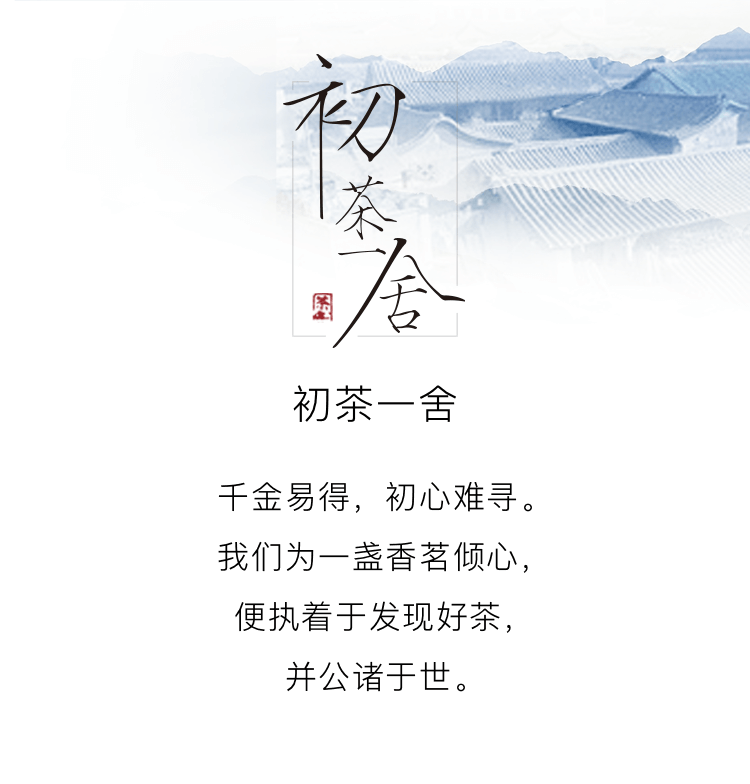 初茶一舍
初茶一舍
千金易得，初心难寻。
我们为一盏香茗倾心，
便执着于发现好茶，
并公诸于世。